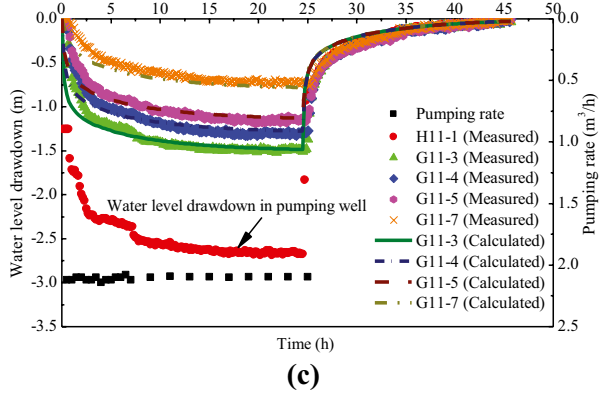 0 5 10 15 20 25 30 35 40 45 50
0.0
-0.5
-1.0
-1.5
-2.0
-2.5
-3.0
-3.5
Water level drawdown (m)
0.0
0.5
1.0
1.5
2.0
2.5
Pumping rate (m³/h)
Pumping rate
H11-1 (Measured)
G11-3 (Measured)
G11-4 (Measured)
G11-5 (Measured)
G11-7 (Measured)
G11-3 (Calculated)
G11-4 (Calculated)
G11-5 (Calculated)
G11-7 (Calculated)
Water level drawdown in pumping well
Time (h)
(c)